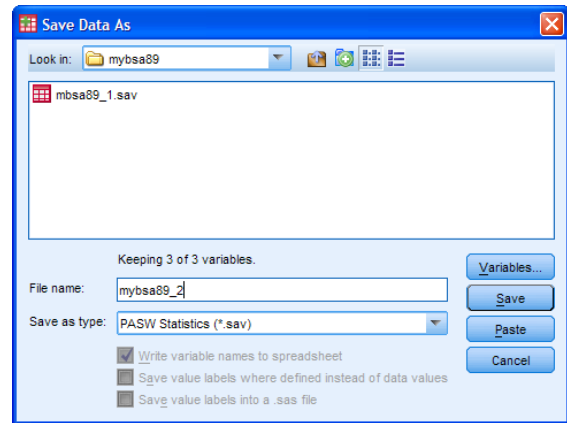 Save Data As
Look in: mybsa89
mbsa89_1.sav
Keeping 3 of 3 variables.
Variables...
File name: mybsa89_2
Save
Save as type: PASW Statistics (*.sav)
Paste
Write variable names to spreadsheet
Cancel
Save value labels where defined instead of data values
Save value labels into a .sas file